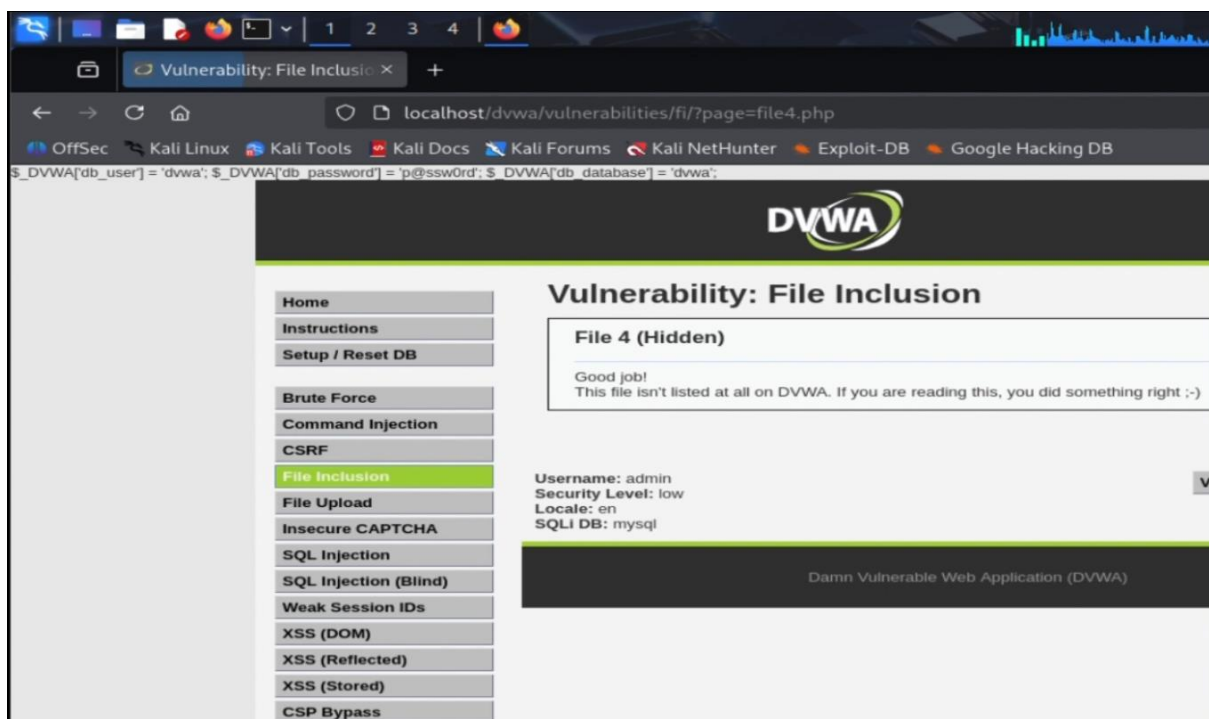 1 2 3 4
Vulnerability: File Inclusio
localhost/dvwa/vulnerabilities/fi/?page=file4.php
OffSec Kali Linux Kali Tools Kali Docs Kali Forums Kali NetHunter Exploit-DB Google Hacking DB
$_DVWA['db_user'] = 'dvwa'; $_DVWA['db_password'] = 'p@ssw0rd'; $_DVWA['db_database'] = 'dvwa';
DVWA
Home
Instructions
Setup / Reset DB
Brute Force
Command Injection
CSRF
File Inclusion
File Upload
Insecure CAPTCHA
SQL Injection
SQL Injection (Blind)
Weak Session IDs
XSS (DOM)
XSS (Reflected)
XSS (Stored)
CSP Bypass
Vulnerability: File Inclusion
File 4 (Hidden)
Good job!
This file isn't listed at all on DVWA. If you are reading this, you did something right ;-)
Username: admin
Security Level: low
Locale: en
SQLi DB: mysql
V
Damn Vulnerable Web Application (DVWA)